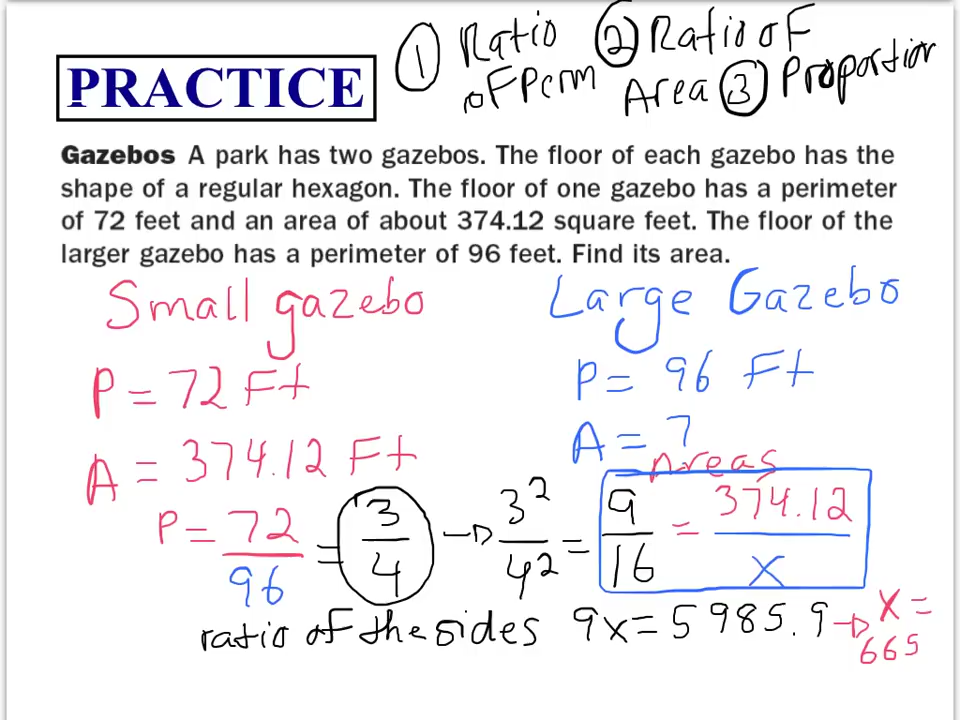 ① Ratio ② Ratio of
of Perm Area ③ Proportion
PRACTICE
Gazebos A park has two gazebos. The floor of each gazebo has the
shape of a regular hexagon. The floor of one gazebo has a perimeter
of 72 feet and an area of about 374.12 square feet. The floor of the
larger gazebo has a perimeter of 96 feet. Find its area.
Small gazebo Large Gazebo
P = 72 Ft P = 96 Ft
A = 374.12 Ft A = ?
Areas
P = 72/96 = 3/4 → 3²/4² = 9/16 = 374.12/x
ratio of the sides 9x = 5985.9 → x =
665